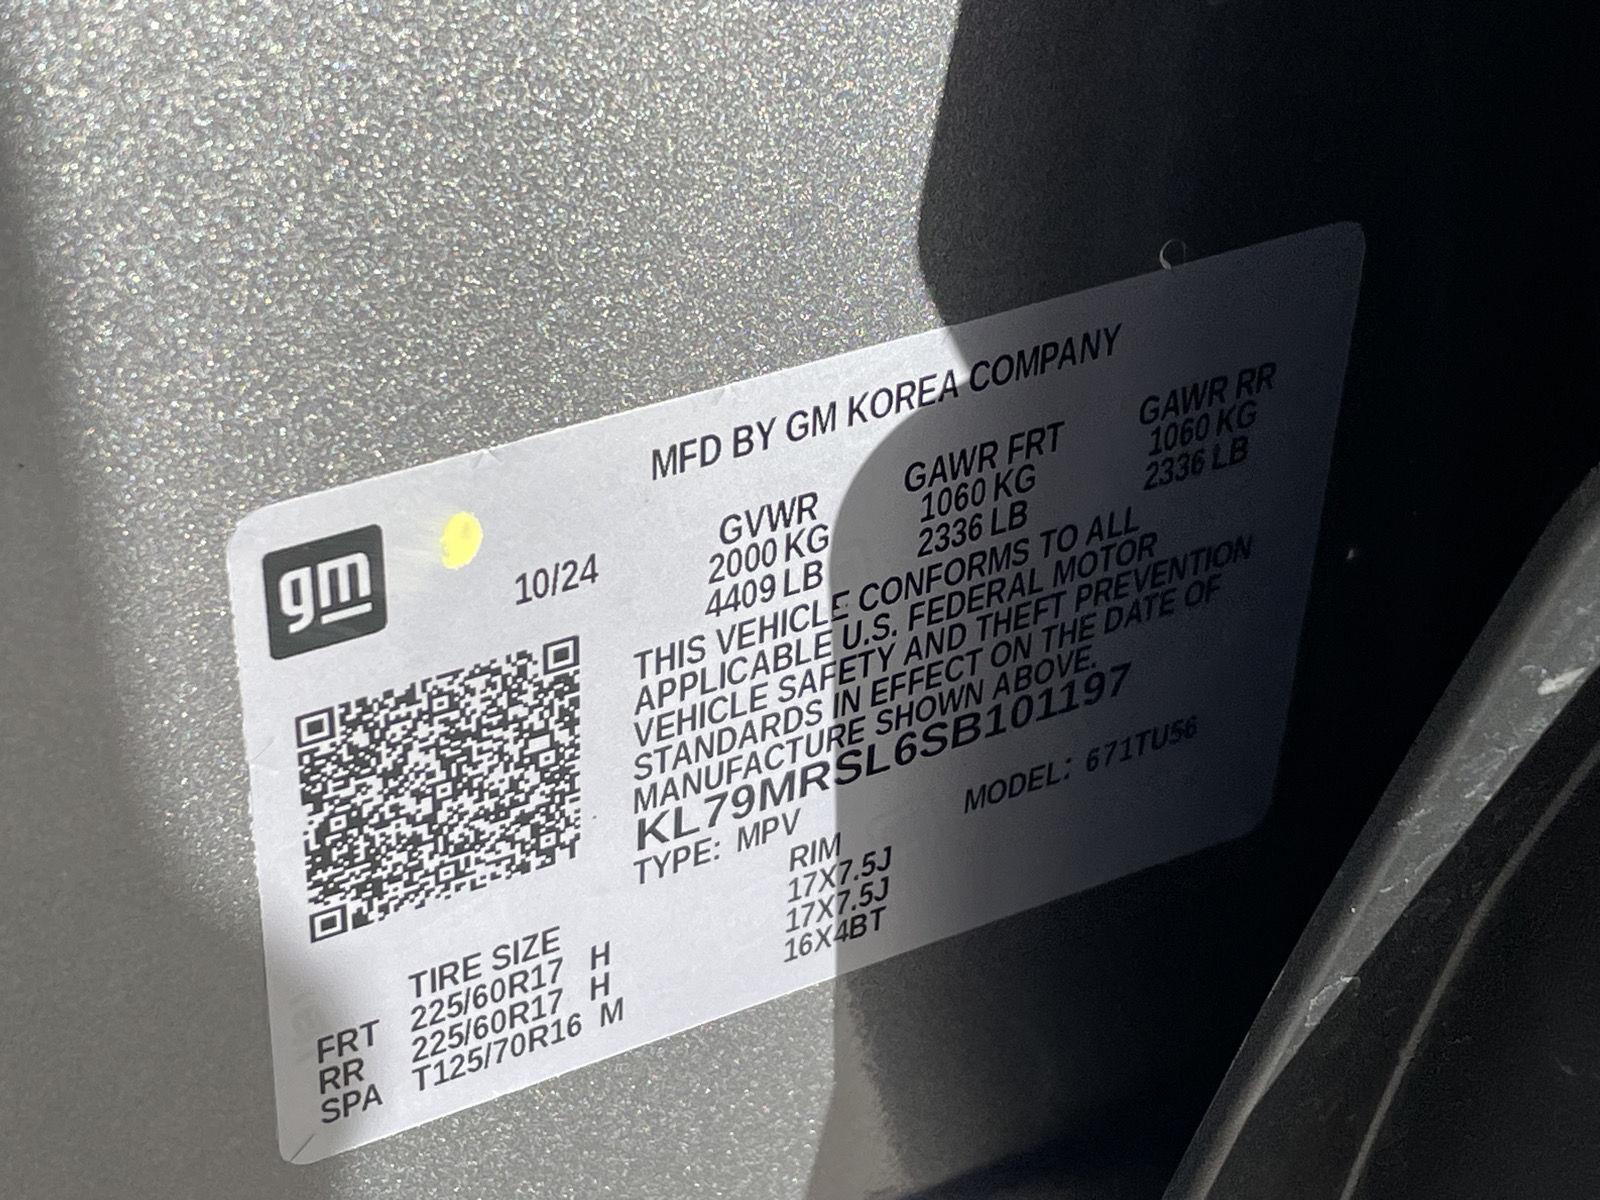 MFD BY GM KOREA COMPANY
gm
10/24
GVWR GAWR FRT GAWR RR
2000 KG 1060 KG 1060 KG
4409 LB 2336 LB 2336 LB
THIS VEHICLE CONFORMS TO ALL
APPLICABLE U.S. FEDERAL MOTOR
VEHICLE SAFETY AND THEFT PREVENTION
STANDARDS IN EFFECT ON THE DATE OF
MANUFACTURE SHOWN ABOVE.
KL79MRSL6SB101197
TYPE: MPV MODEL: 671TU56
TIRE SIZE RIM
FRT 225/60R17 H 17X7.5J
RR 225/60R17 H 17X7.5J
SPA T125/70R16 M 16X4BT